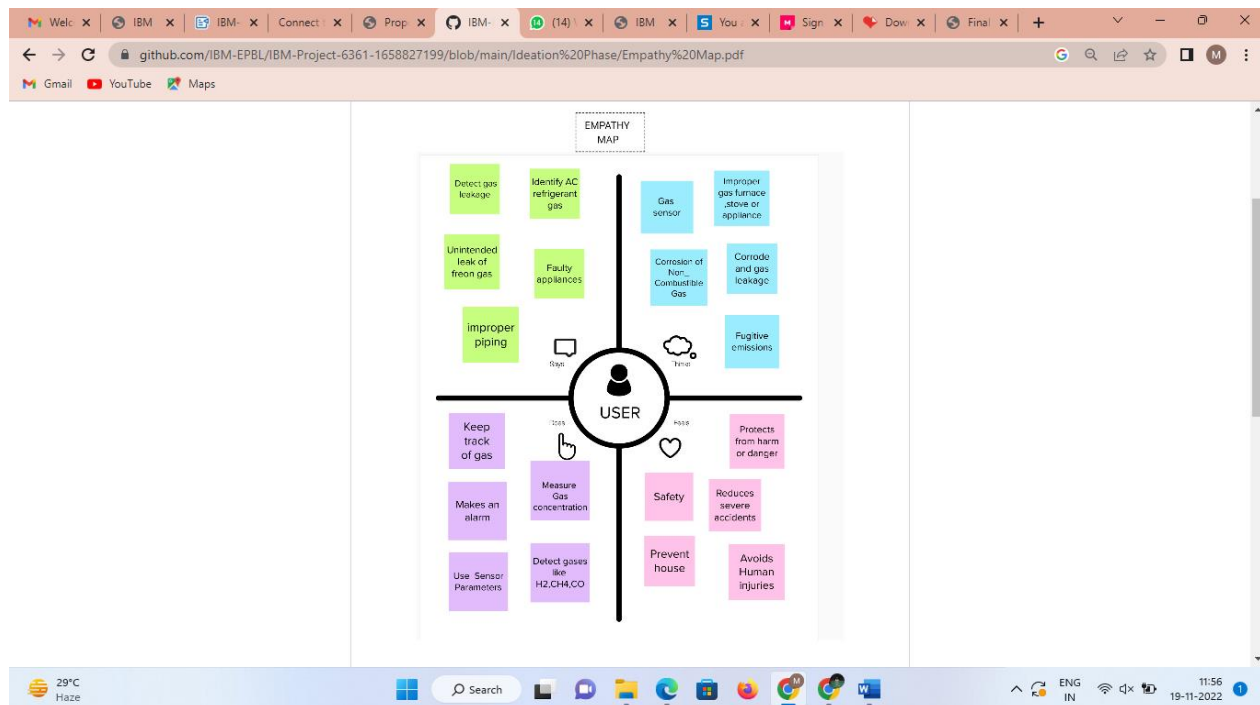 Welc
IBM
IBM-
Connect
Prop
IBM-
(14)
IBM
You
Sign
Dow
Final
github.com/IBM-EPBL/IBM-Project-6361-1658827199/blob/main/Ideation%20Phase/Empathy%20Map.pdf
M
Gmail
YouTube
Maps
EMPATHY
MAP
Detect gas
leakage
Identify AC
refrigerant
gas
Unintended
leak of
freon gas
Faulty
appliances
improper
piping
Says
Gas
sensor
Improper
gas furnace
,stove or
appliance
Corrosion of
Non_
Combustible
Gas
Corrode
and gas
leakage
Fugitive
emissions
USER
Keep
track
of gas
Measure
Gas
concentration
Makes an
alarm
Use Sensor
Parameters
Detect gases
like
H2,CH4,CO
Protects
from harm
or danger
Safety
Reduces
severe
accidents
Prevent
house
Avoids
Human
injuries
29°C
Haze
Search
ENG
IN
11:56
19-11-2022
1